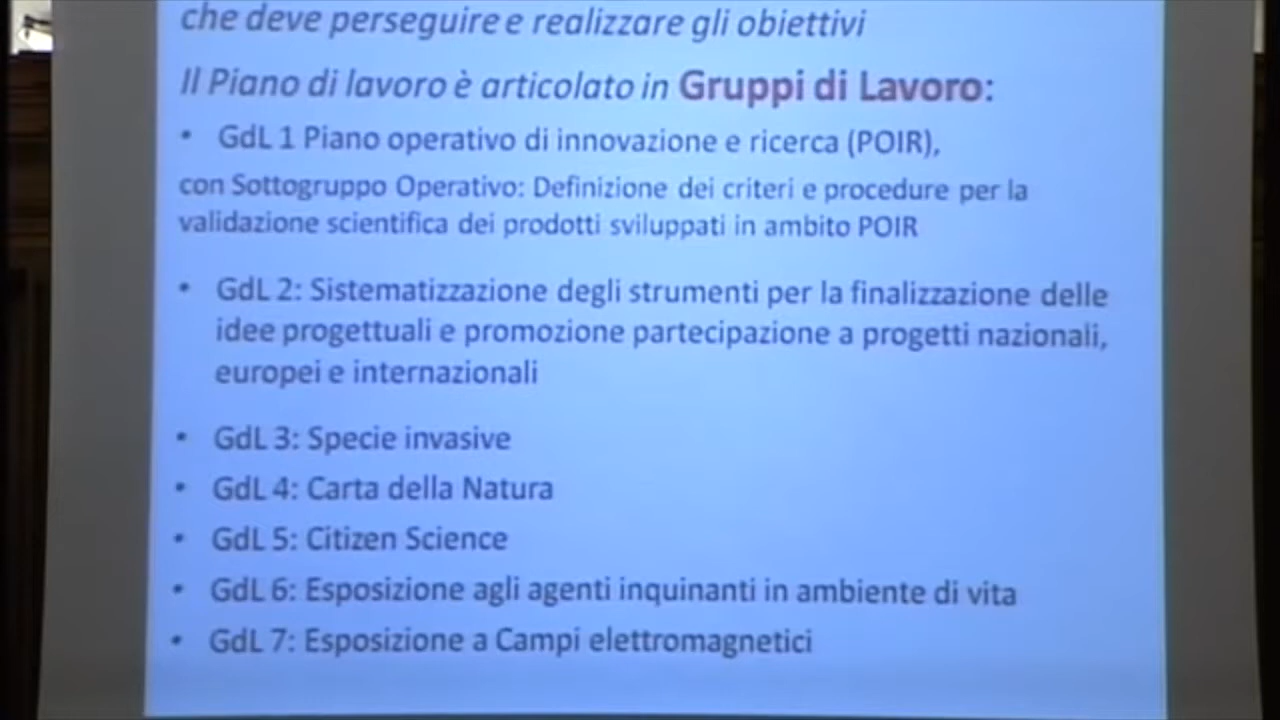 che deve perseguire e realizzare gli obiettivi
Il Piano di lavoro è articolato in Gruppi di Lavoro:
• GdL 1 Piano operativo di innovazione e ricerca (POIR),
con Sottogruppo Operativo: Definizione dei criteri e procedure per la
validazione scientifica dei prodotti sviluppati in ambito POIR
• GdL 2: Sistematizzazione degli strumenti per la finalizzazione delle
idee progettuali e promozione partecipazione a progetti nazionali,
europei e internazionali
• GdL 3: Specie invasive
• GdL 4: Carta della Natura
• GdL 5: Citizen Science
• GdL 6: Esposizione agli agenti inquinanti in ambiente di vita
• GdL 7: Esposizione a Campi elettromagnetici